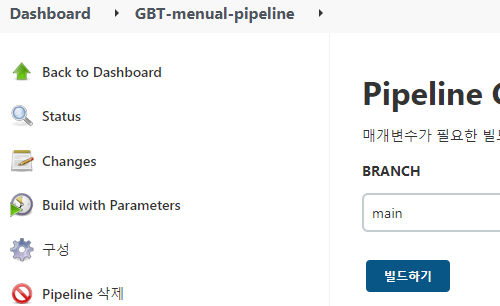 Dashboard GBT-menual-pipeline
Back to Dashboard
Status
Changes
Build with Parameters
구성
Pipeline 삭제
Pipeline
매개변수가 필요한
BRANCH
main
빌드하기